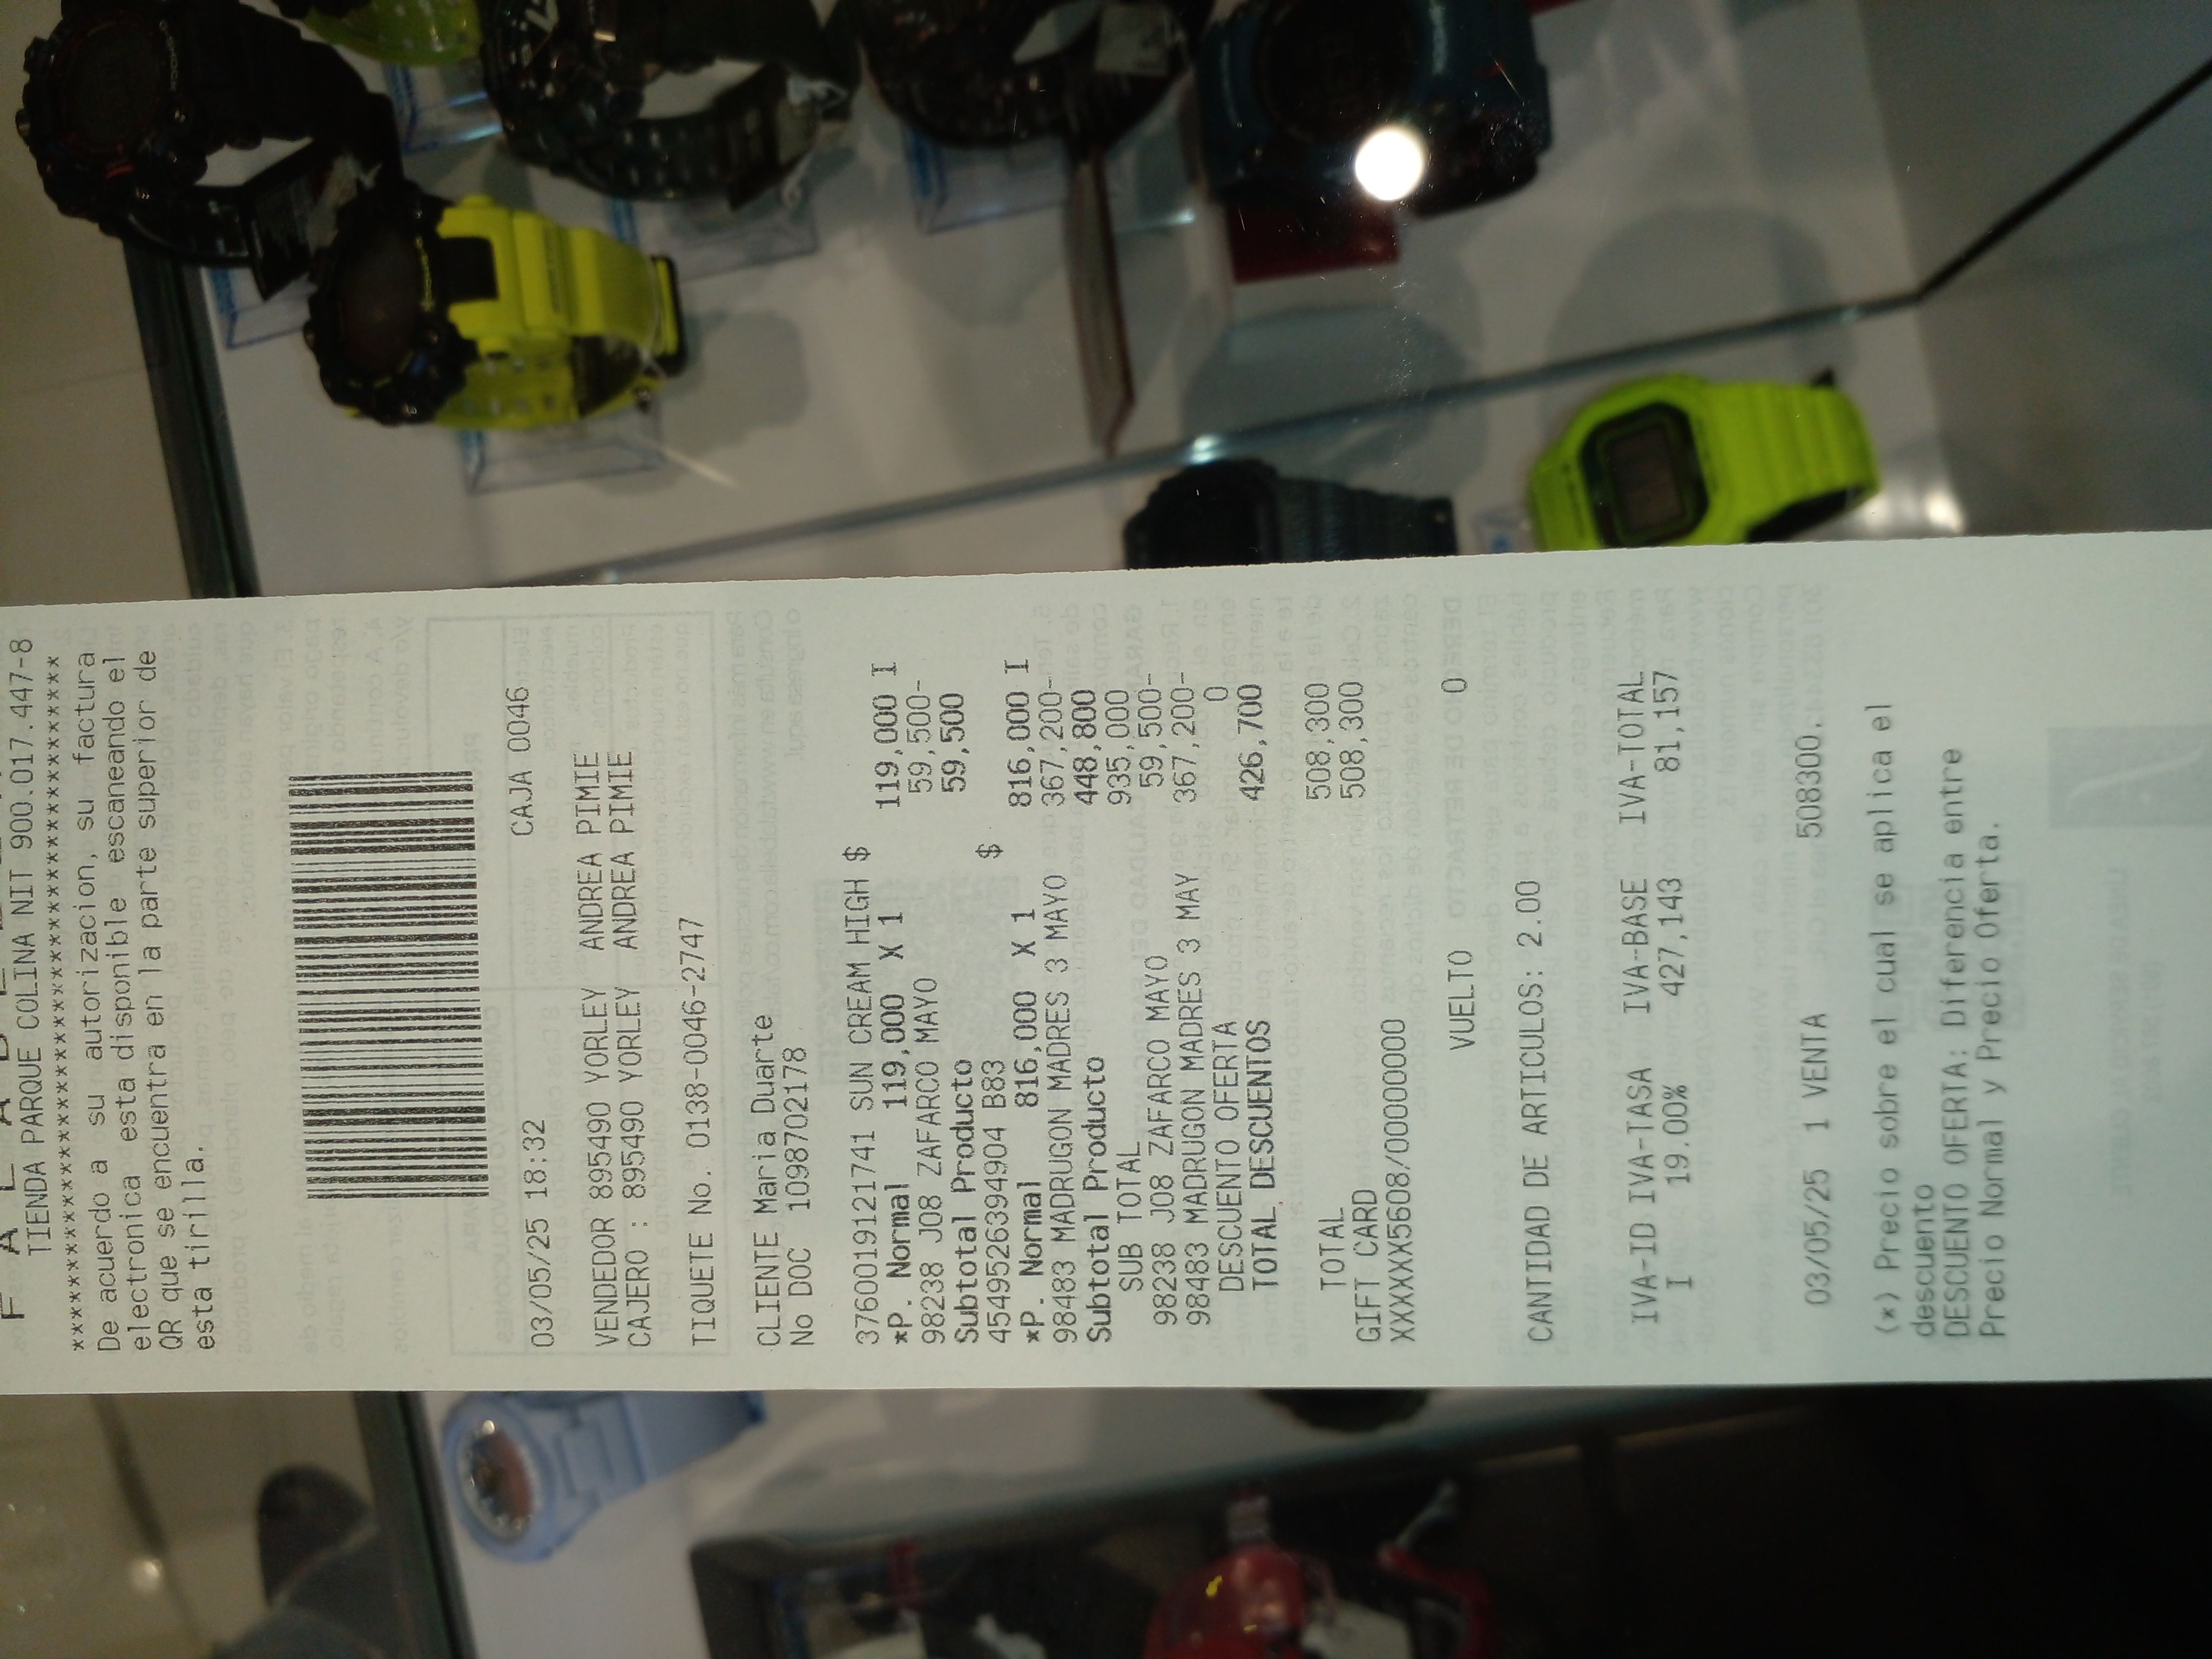 TIENDA PARQUE COLINA NIT 900.017.447-8
******************************************
De acuerdo a su autorizacion, su factura
electronica esta disponible escaneando el
QR que se encuentra en la parte superior de
esta tirilla.
03/05/25 18:32 CAJA 0046
VENDEDOR 895490 YORLEY ANDREA PIMIE
CAJERO : 895490 YORLEY ANDREA PIMIE
TIQUETE No. 0138-0046-2747
CLIENTE Maria Duarte
No DOC 1098702178
3760019121741 SUN CREAM HIGH $ 119,000 I
*P. Normal 119,000 X 1 59,500-
98238 J08 ZAFARCO MAYO 59,500
Subtotal Producto
4549526394904 B83 $ 816,000 I
*P. Normal 816,000 X 1 367,200-
98483 MADRUGON MADRES 3 MAYO 448,800
Subtotal Producto 935,000
SUB TOTAL 59,500-
98238 J08 ZAFARCO MAYO 367,200-
98483 MADRUGON MADRES 3 MAY 0
DESCUENTO OFERTA 426,700
TOTAL DESCUENTOS
TOTAL 508,300
GIFT CARD 508,300
XXXXXX5608/00000000
VUELTO 0
CANTIDAD DE ARTICULOS: 2.00
IVA-ID IVA-TASA IVA-BASE IVA-TOTAL
I 19.00% 427,143 81,157
03/05/25 1 VENTA 508300.
(*) Precio sobre el cual se aplica el
descuento
DESCUENTO OFERTA: Diferencia entre
Precio Normal y Precio Oferta.